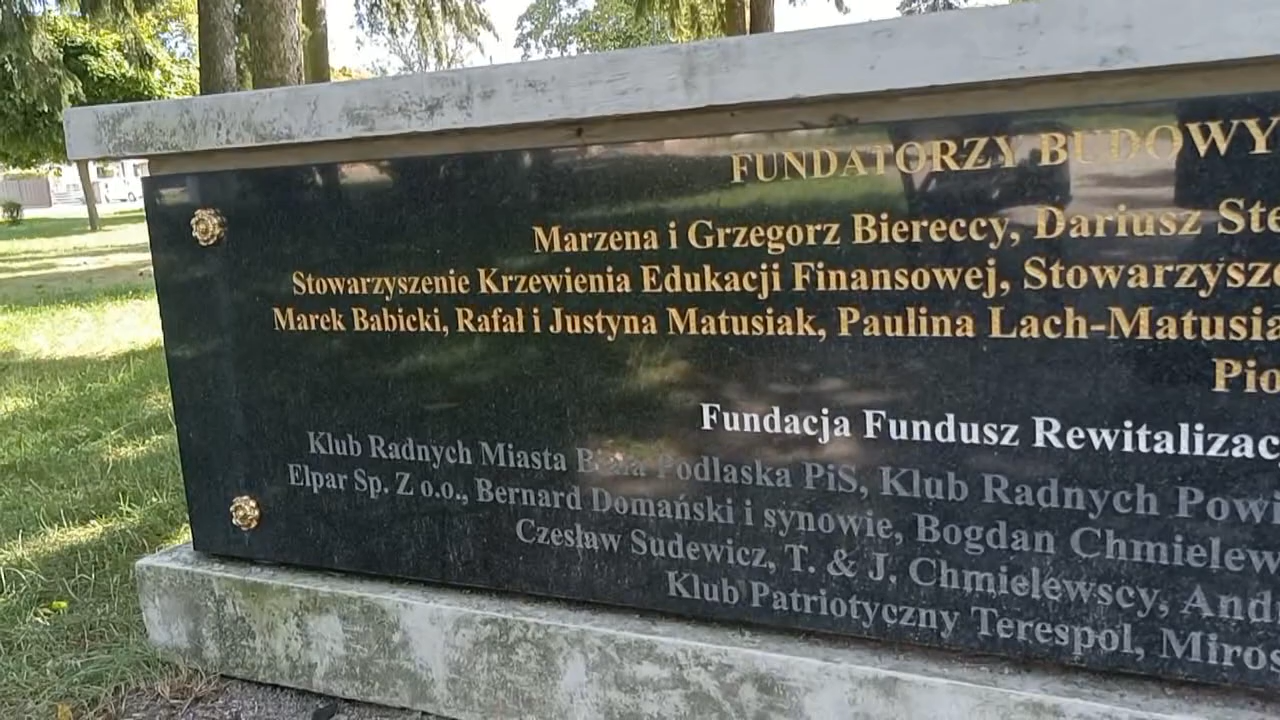 FUNDATORZY BUDOWY
Marzena i Grzegorz Biereccy, Dariusz Ste
Stowarzyszenie Krzewienia Edukacji Finansowej, Stowarzysze
Marek Babicki, Rafał i Justyna Matusiak, Paulina Lach-Matusia
Pio
Fundacja Fundusz Rewitalizac
Klub Radnych Miasta Biała Podlaska PiS, Klub Radnych Powi
Elpar Sp. Z o.o., Bernard Domański i synowie, Bogdan Chmielew
Czesław Sudewicz, T. & J. Chmielewscy, And
Klub Patriotyczny Terespol, Miros